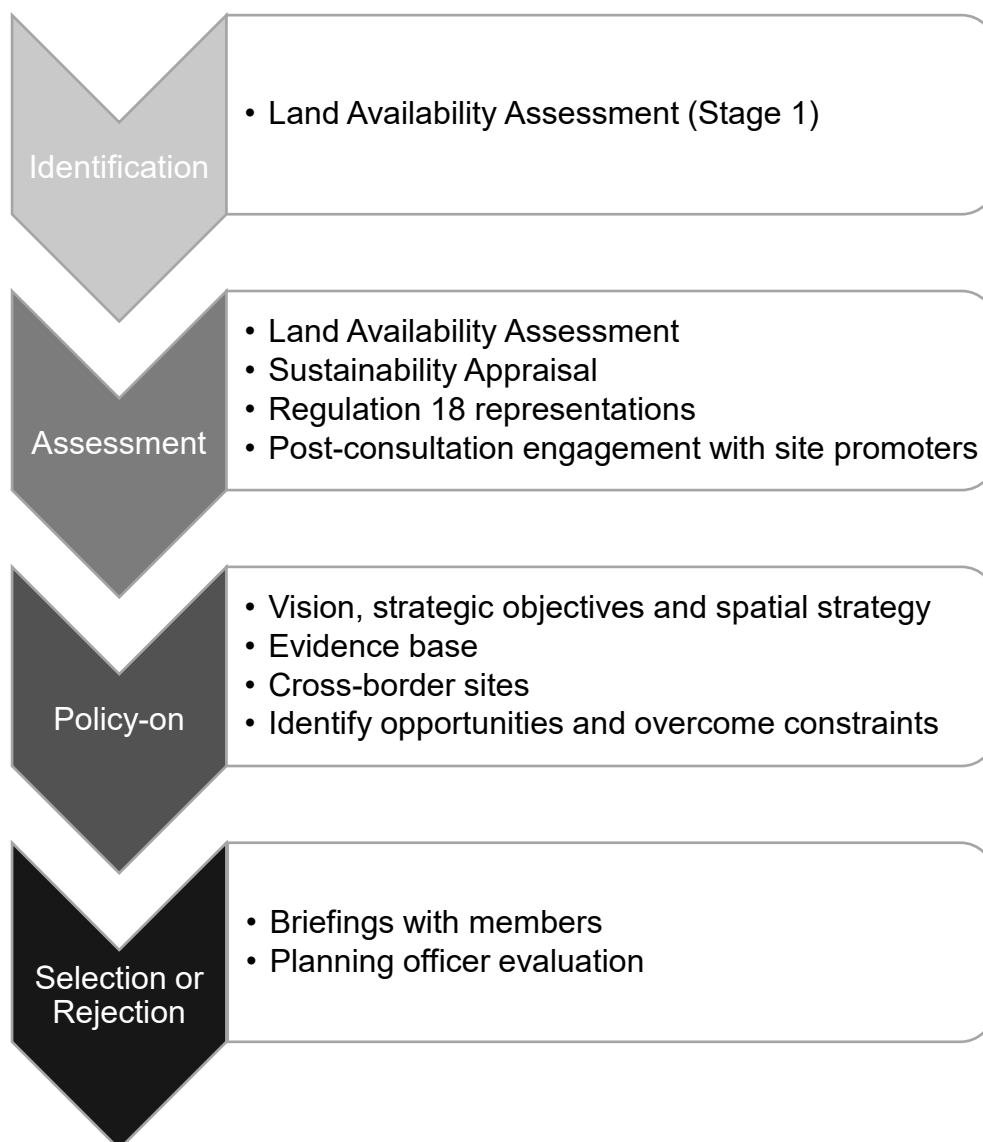 Identification
• Land Availability Assessment (Stage 1)
Assessment
• Land Availability Assessment
• Sustainability Appraisal
• Regulation 18 representations
• Post-consultation engagement with site promoters
Policy-on
• Vision, strategic objectives and spatial strategy
• Evidence base
• Cross-border sites
• Identify opportunities and overcome constraints
Selection or
Rejection
• Briefings with members
• Planning officer evaluation